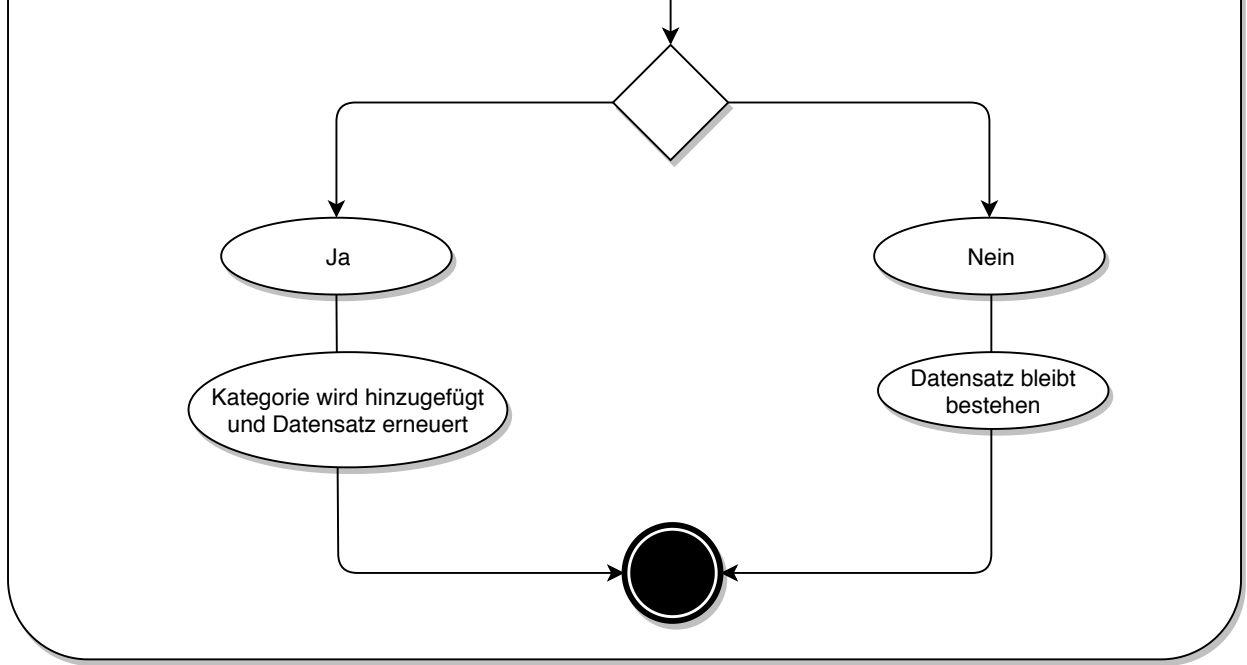 Ja
Nein
Kategorie wird hinzugefügt
und Datensatz erneuert
Datensatz bleibt
bestehen